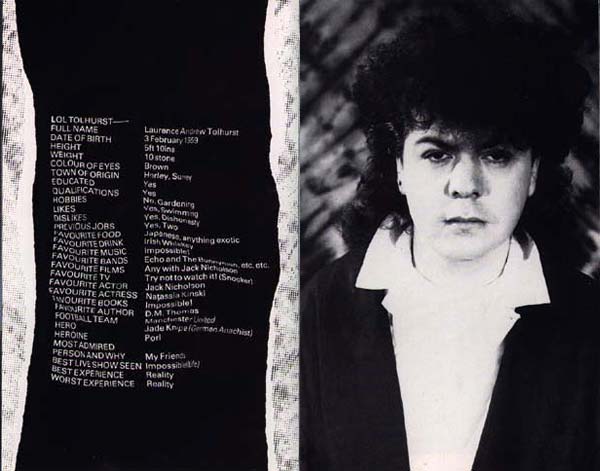 LOL TOLHURST—
FULL NAME Laurence Andrew Tolhurst
DATE OF BIRTH 3 February 1959
HEIGHT 5ft 10ins
WEIGHT 10 stone
COLOUR OF EYES Brown
TOWN OF ORIGIN Horley,
EDUCATED Yes
QUALIFICATIONS Yes
HOBBIES No, Gardening
LIKES Yes, Swimming
DISLIKES Yes, Dishonesty
PREVIOUS JOBS Yes, Two
FAVOURITE FOOD Japanese, anything exotic
FAVOURITE DRINK Irish Whiskey
FAVOURITE MUSIC Impossible!
FAVOURITE BANDS Echo and The Bunnymen, etc. etc.
FAVOURITE FILMS Any with Jack Nicholson
FAVOURITE TV Try not to watch it! (Snooker)
FAVOURITE ACTOR Jack Nicholson
FAVOURITE ACTRESS Natassia Kinski
FAVOURITE BOOKS Impossible!
FAVOURITE AUTHOR D.M. Thomas
FOOTBALL TEAM Manchester United
HERO Jade (German Anachist)
HEROINE Porl
MOST ADMIRED
PERSON AND WHY My Friends
BEST LIVE SHOW SEEN Impossible
BEST EXPERIENCE Reality
WORST EXPERIENCE Reality